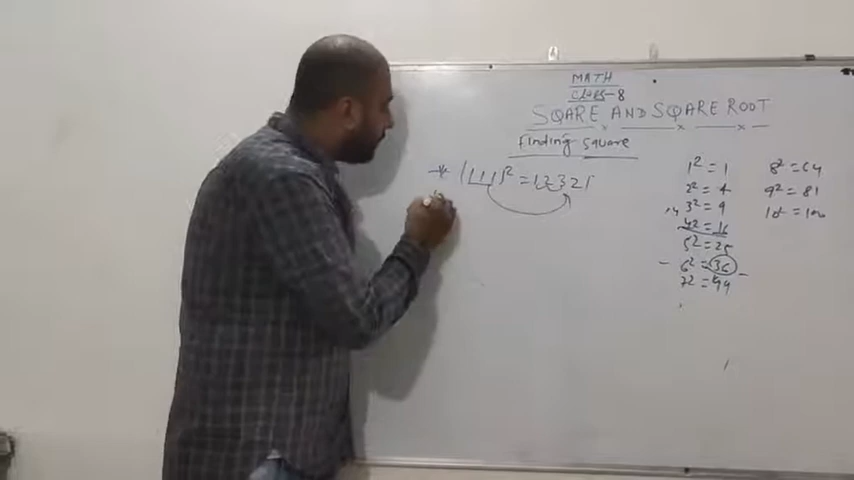 MATH
Class-8
SQARE AND SQARE ROOT
Finding square
(111)² = 12321
1² = 1
2² = 4
3² = 9
4² = 16
5² = 25
6² = 36
7² = 49
8² = 64
9² = 81
10² = 100